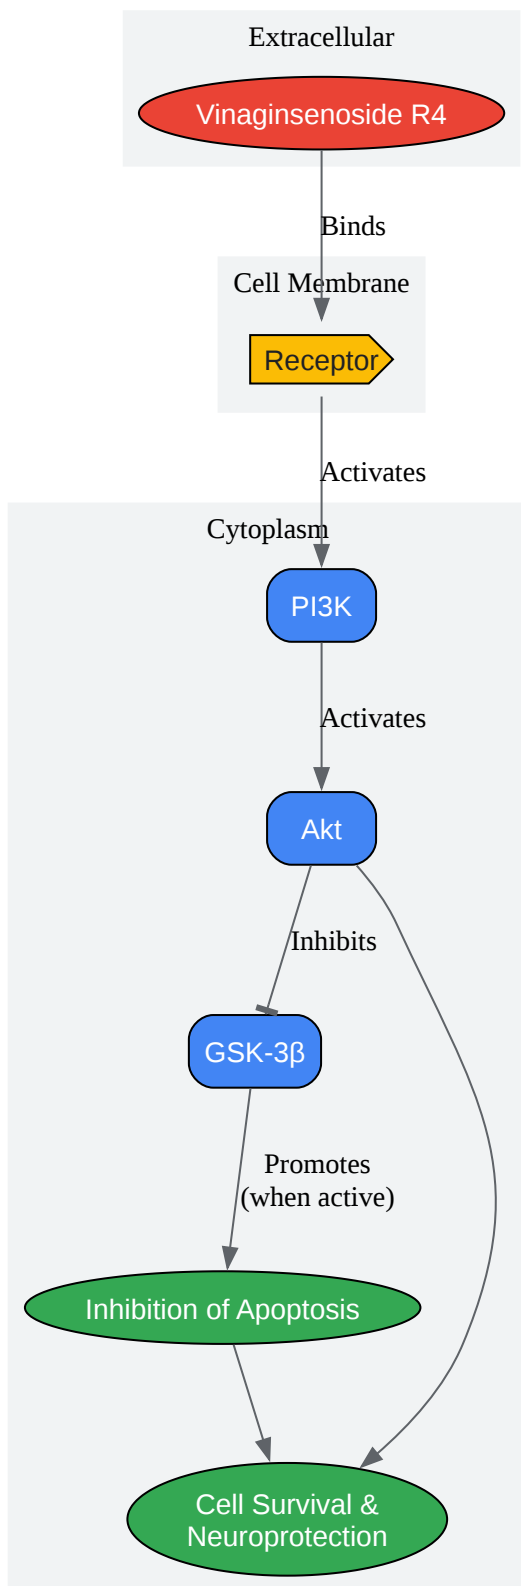 Extracellular
Vinaginsenoside R4
Binds
Cell Membrane
Receptor
Activates
Cytoplasm
PI3K
Activates
Akt
Inhibits
GSK-3β
Promotes
(when active)
Inhibition of Apoptosis
Cell Survival &
Neuroprotection